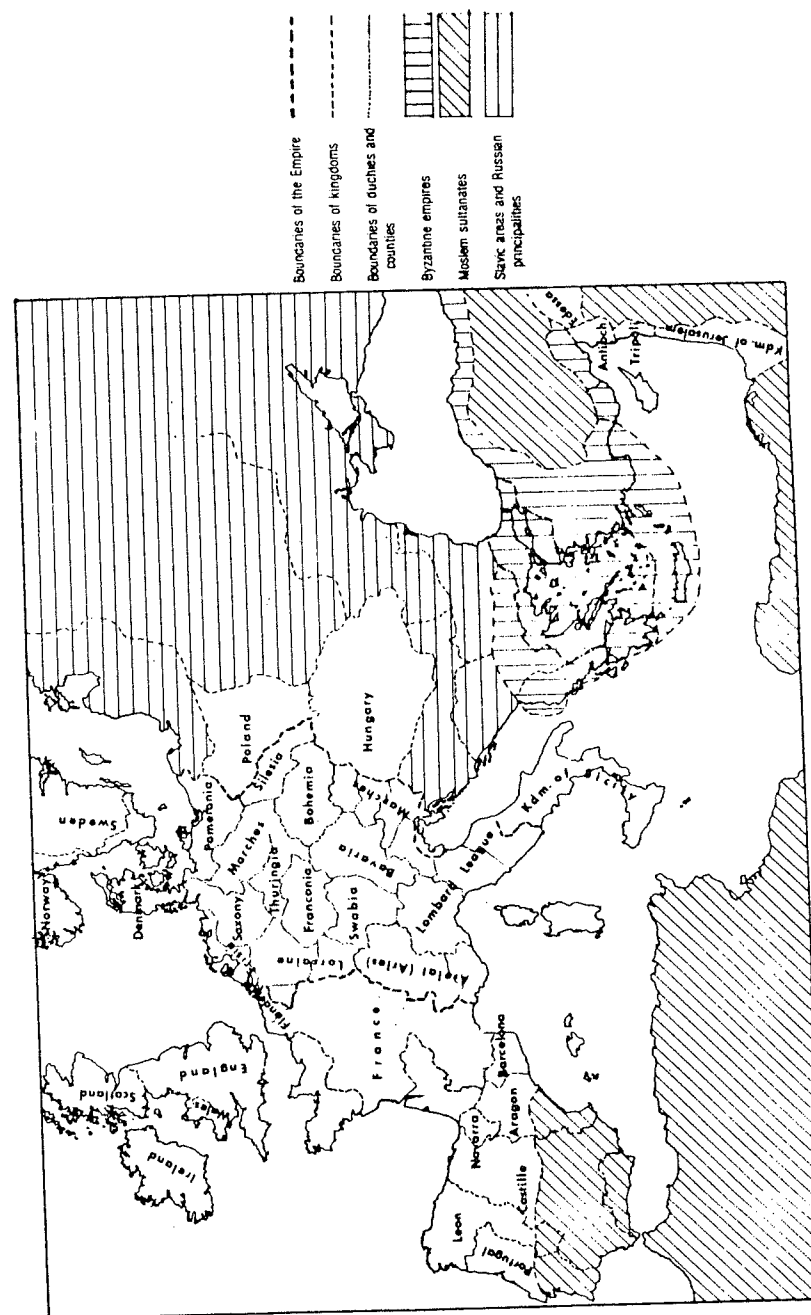 Boundaries of the Empire
Boundaries of kingdoms
Boundaries of duchies and
counties
Byzantine empires
Moslem sultanates
Slavic areas and Russian
principalities
Norway
Sweden
Denmark
Scotland
England
Wales
Ireland
Pomerania
Poland
Silesia
Marches
Saxony
Thuringia
Bohemia
Franconia
Lorraine
Flanders
Swabia
Bavaria
Marches
Hungary
France
Arelat (Arles)
Lombard League
Kdm. of Sicily
Navarra
Barcelona
Aragon
Leon
Castille
Portugal
Edessa
Antioch
Tripoli
Kdm. of Jerusalem